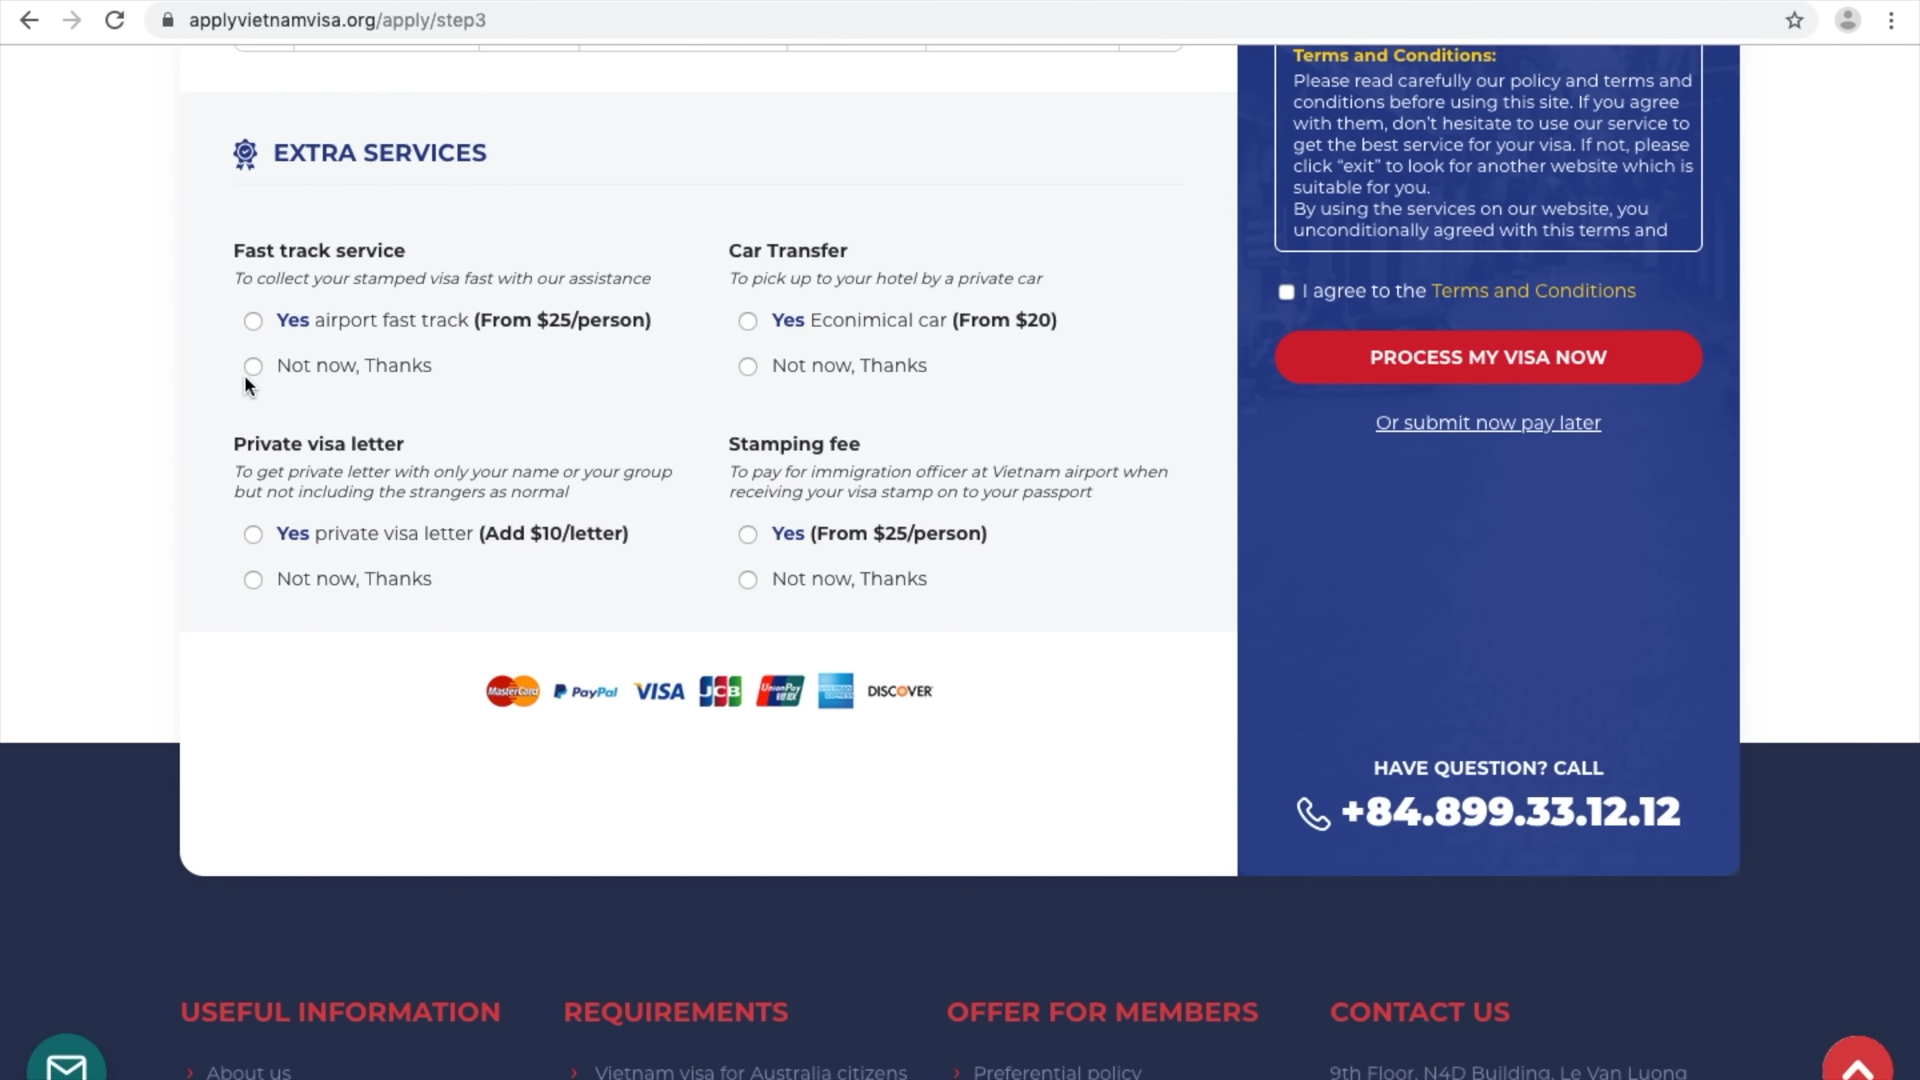 applyvietnamvisa.org/apply/step3
Terms and Conditions:
Please read carefully our policy and terms and
conditions before using this site. If you agree
with them, don’t hesitate to use our service to
get the best service for your visa. If not, please
click “exit” to look for another website which is
suitable for you.
By using the services on our website, you
unconditionally agreed with this terms and
I agree to the Terms and Conditions
PROCESS MY VISA NOW
Or submit now pay later
EXTRA SERVICES
Fast track service
To collect your stamped visa fast with our assistance
Yes airport fast track (From $25/person)
Not now, Thanks
Car Transfer
To pick up to your hotel by a private car
Yes Econimical car (From $20)
Not now, Thanks
Private visa letter
To get private letter with only your name or your group
but not including the strangers as normal
Yes private visa letter (Add $10/letter)
Not now, Thanks
Stamping fee
To pay for immigration officer at Vietnam airport when
receiving your visa stamp on to your passport
Yes (From $25/person)
Not now, Thanks
MasterCard PayPal VISA JCB UnionPay AMERICAN EXPRESS DISCOVER
HAVE QUESTION? CALL
+84.899.33.12.12
USEFUL INFORMATION
About us
REQUIREMENTS
Vietnam visa for Australia citizens
OFFER FOR MEMBERS
Preferential policy
CONTACT US
9th Floor, N4D Building, Le Van Luong